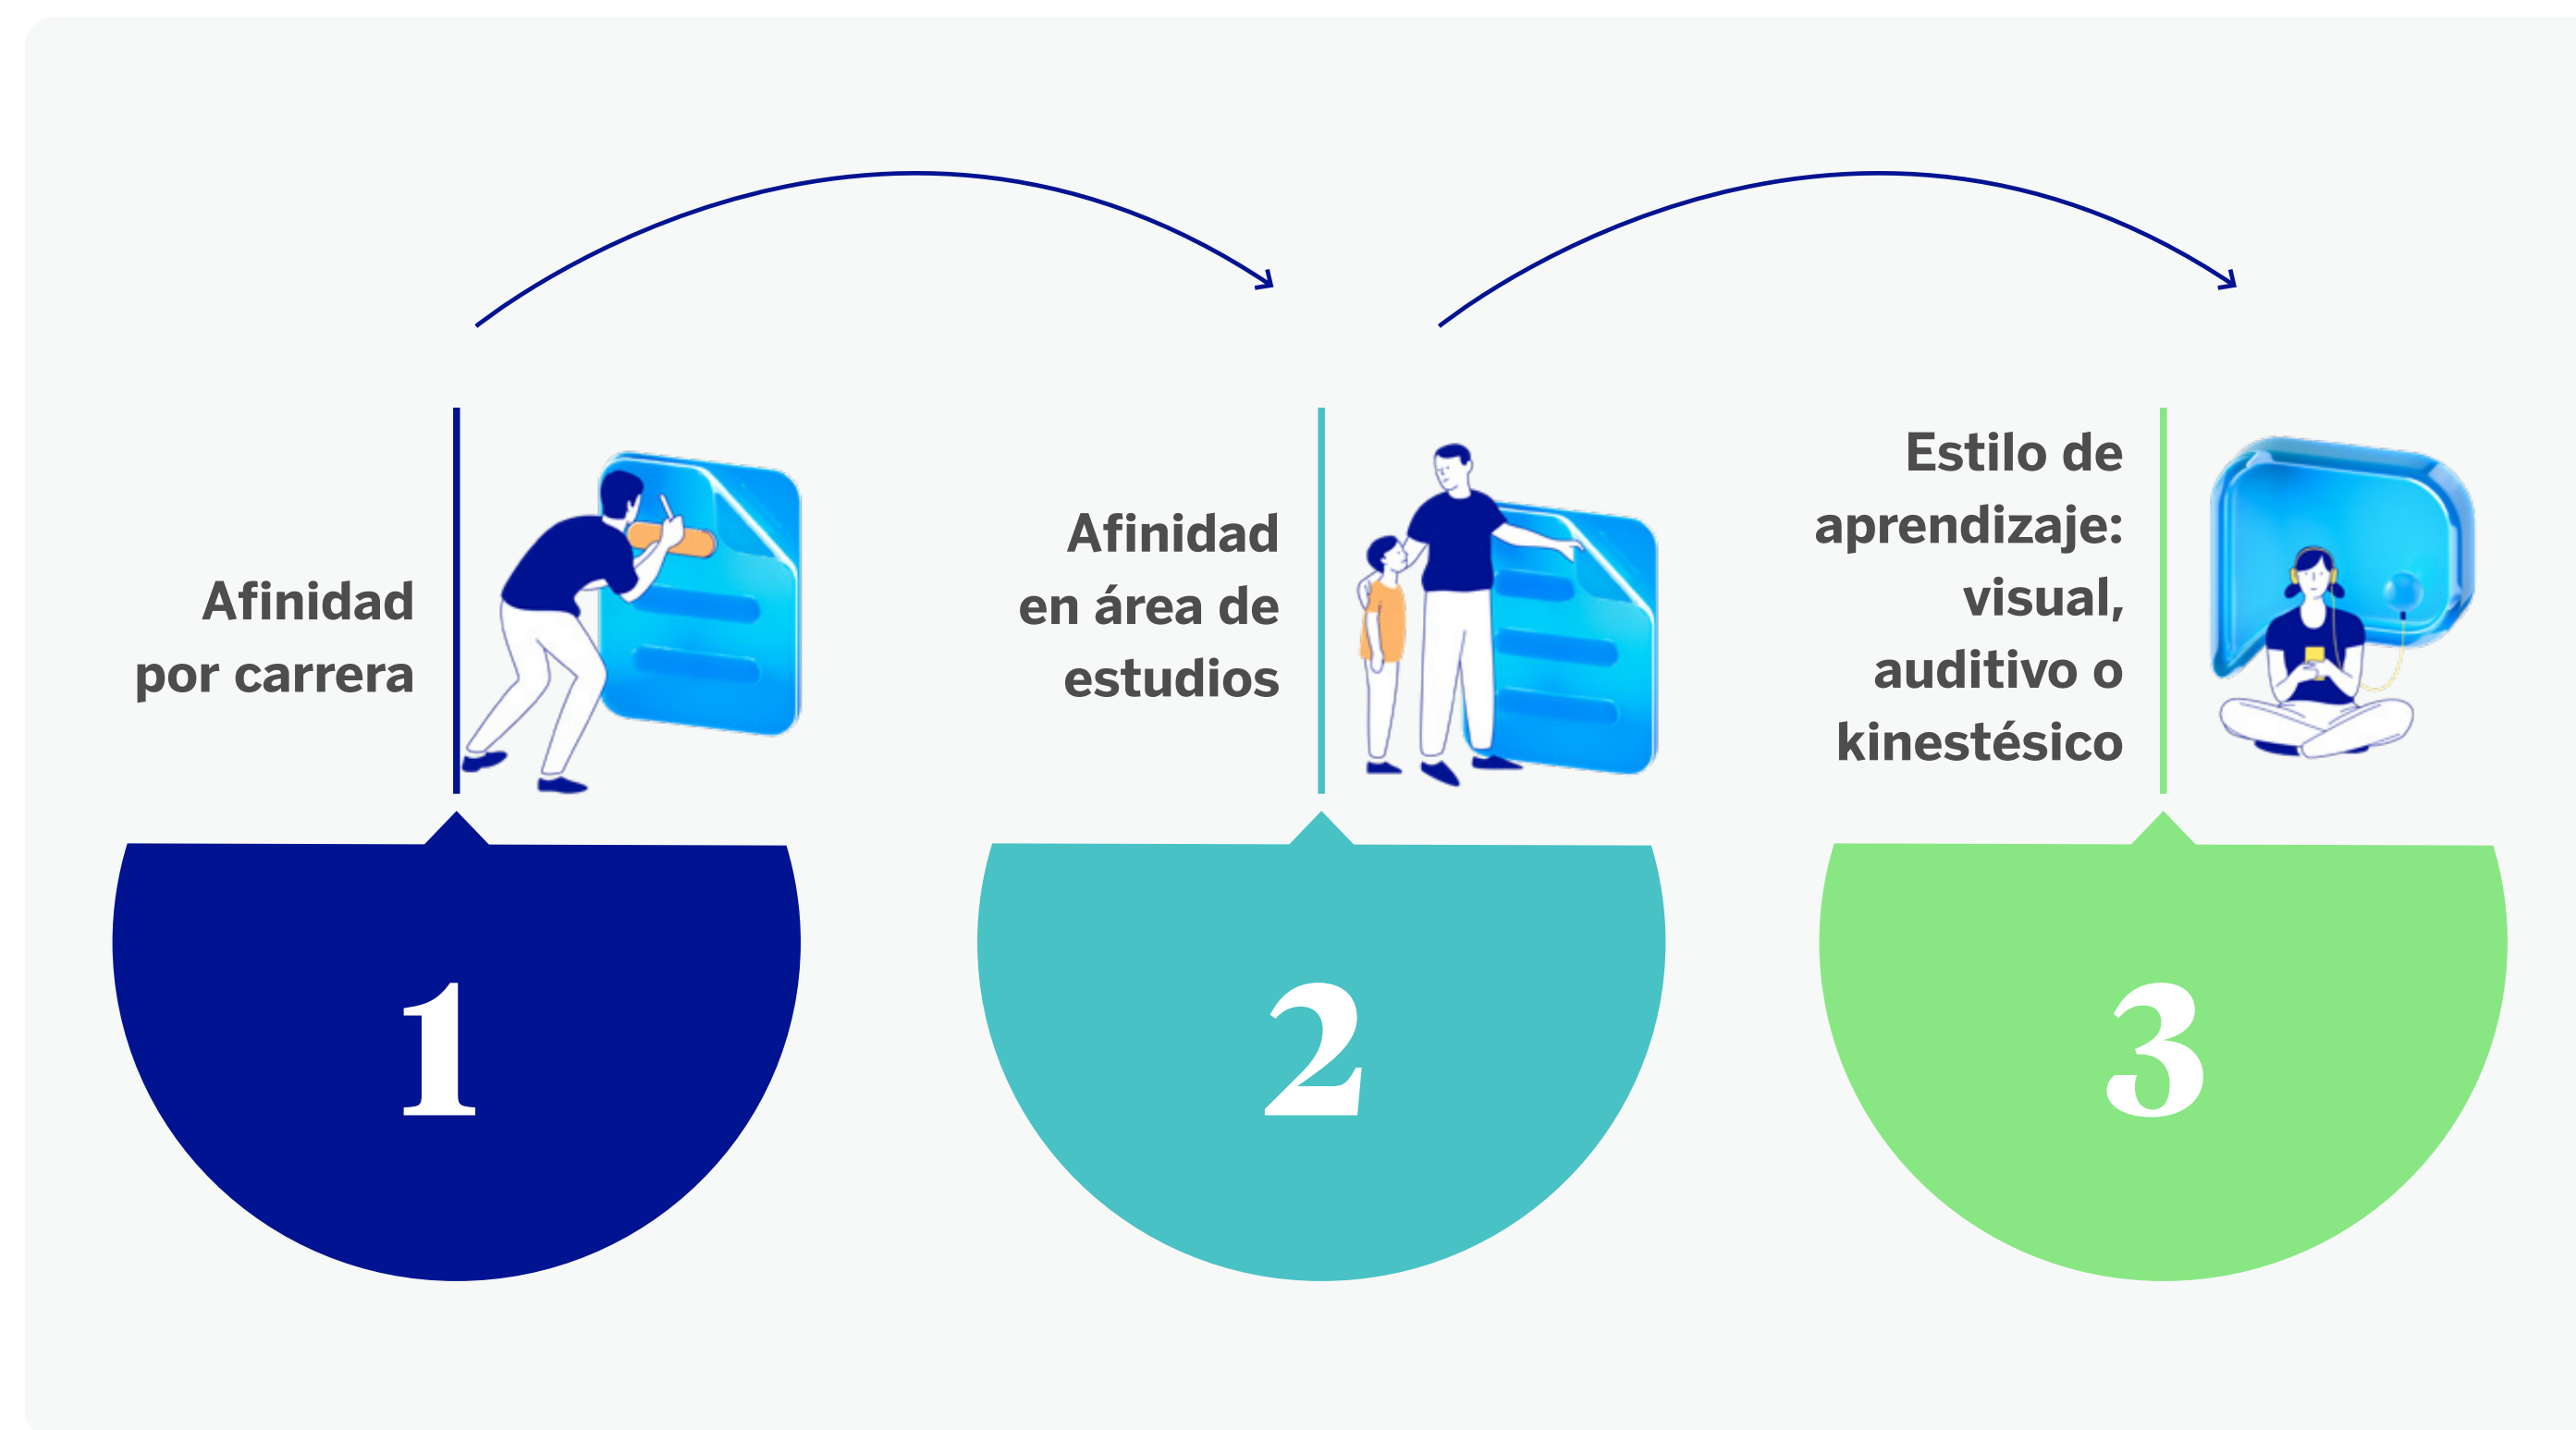 Afinidad
por carrera
1
Afinidad
en área de
estudios
2
Estilo de
aprendizaje:
visual,
auditivo o
kinestésico
3